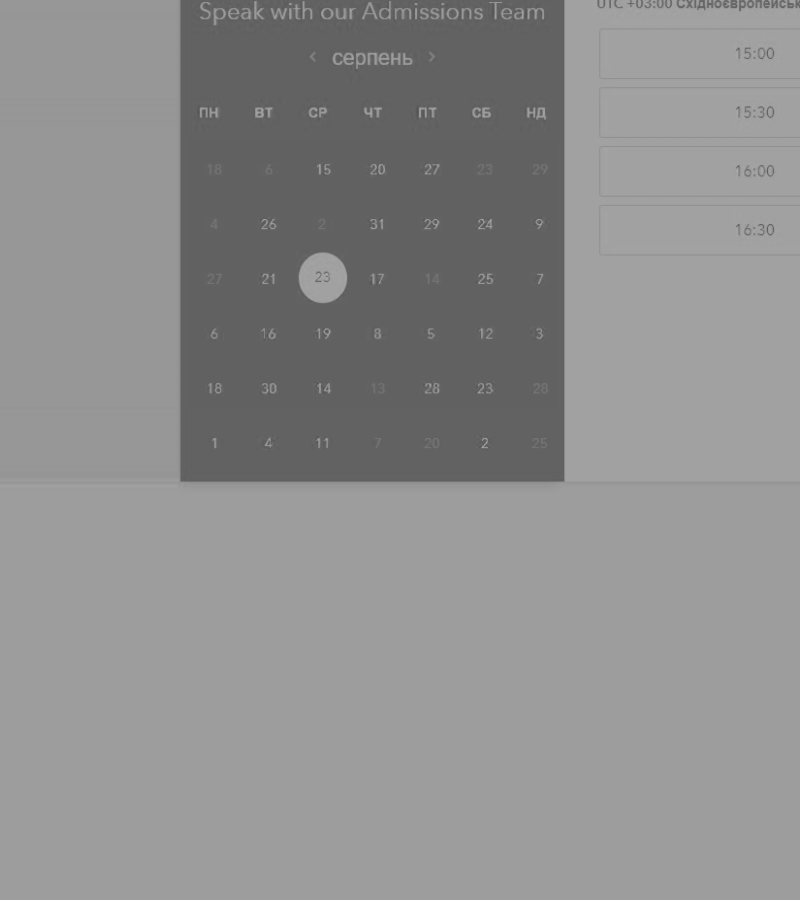 Speak with our Admissions Team
UTC +03:00 Східноєвропейськ
‹ серпень ›
ПН ВТ СР ЧТ ПТ СБ НД
18 6 15 20 27 23 29
4 26 2 31 29 24 9
27 21 23 17 14 25 7
6 16 19 8 5 12 3
18 30 14 13 28 23 28
1 4 11 7 20 2 25
15:00
15:30
16:00
16:30